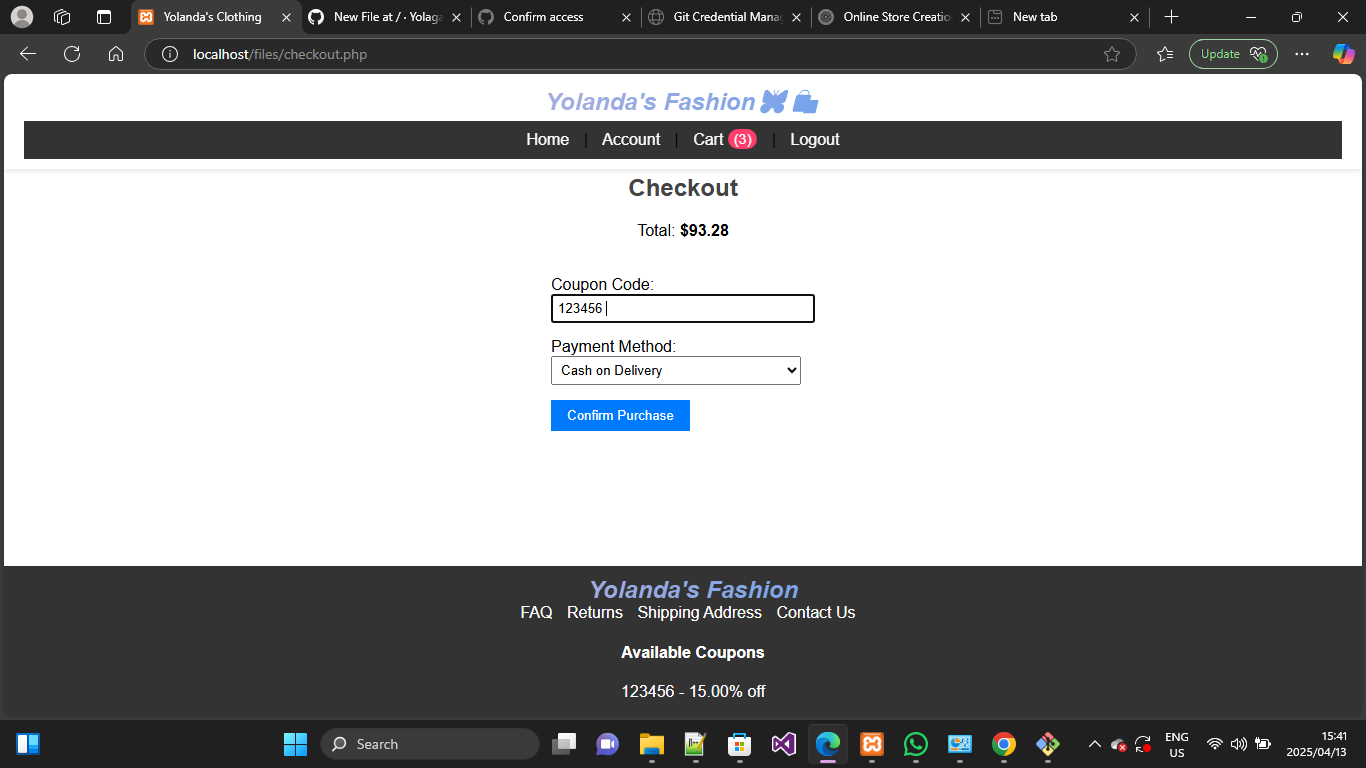 Yolanda's Clothing
New File at / · Yolaga
Confirm access
Git Credential Mana
Online Store Creatio
New tab
localhost/files/checkout.php
Update
Yolanda's Fashion
Home | Account | Cart (3) | Logout
Checkout
Total: $93.28
Coupon Code:
123456
Payment Method:
Cash on Delivery
Confirm Purchase
Yolanda's Fashion
FAQ Returns Shipping Address Contact Us
Available Coupons
123456 - 15.00% off
Search
ENG
US
15:41
2025/04/13